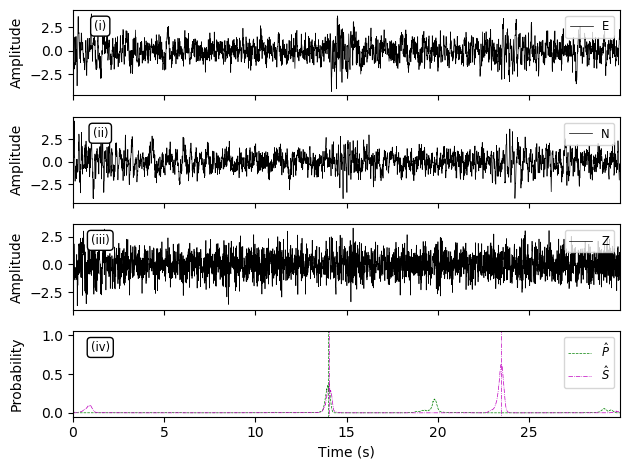 (i)
E
Amplitude
2.5
0.0
−2.5
(ii)
N
Amplitude
2.5
0.0
−2.5
(iii)
Z
Amplitude
2.5
0.0
−2.5
(iv)
P̂
Ŝ
Probability
1.0
0.5
0.0
0 5 10 15 20 25
Time (s)